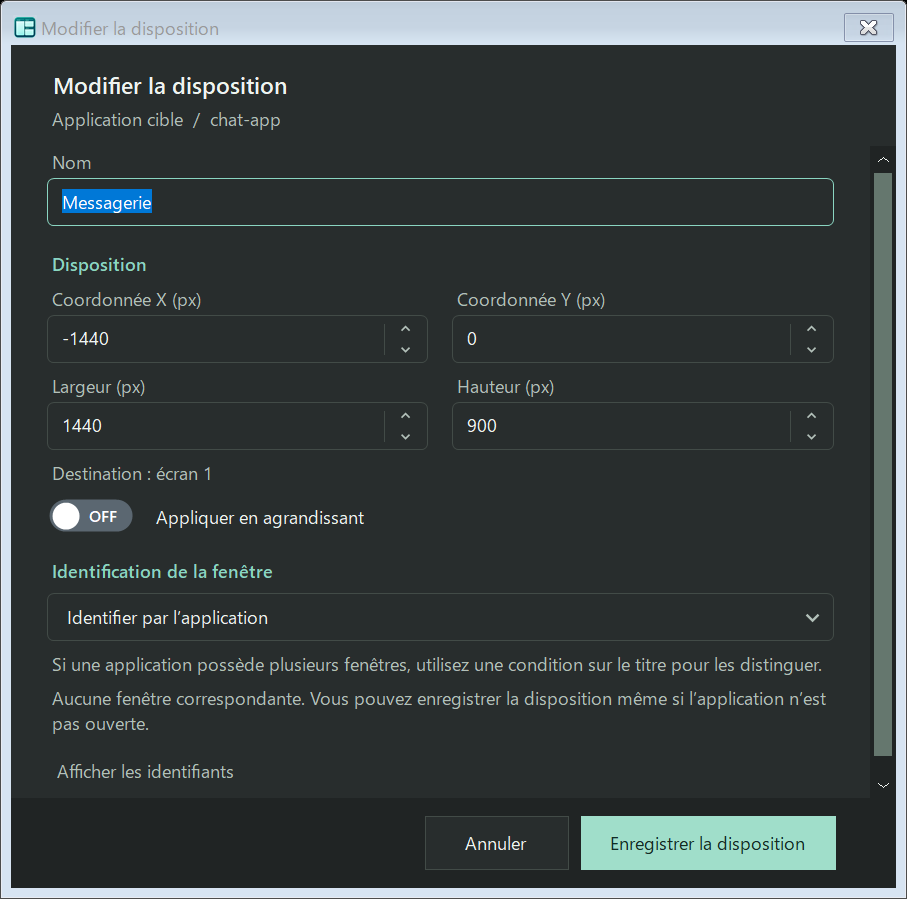 Modifier la disposition
Modifier la disposition
Application cible / chat-app
Nom
Messagerie
Disposition
Coordonnée X (px)
Coordonnée Y (px)
-1440
0
Largeur (px)
Hauteur (px)
1440
900
Destination : écran 1
OFF
Appliquer en agrandissant
Identification de la fenêtre
Identifier par l’application
Si une application possède plusieurs fenêtres, utilisez une condition sur le titre pour les distinguer.
Aucune fenêtre correspondante. Vous pouvez enregistrer la disposition même si l’application n’est
pas ouverte.
Afficher les identifiants
Annuler
Enregistrer la disposition